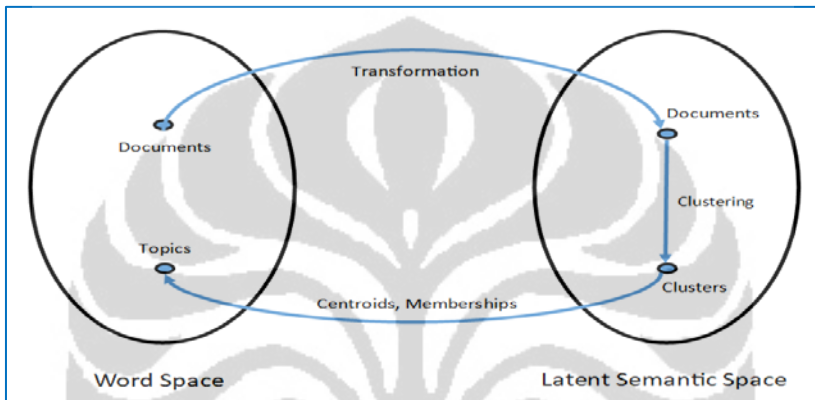 Transformation
Documents
Documents
Clustering
Topics
Clusters
Centroids, Memberships
Word Space
Latent Semantic Space